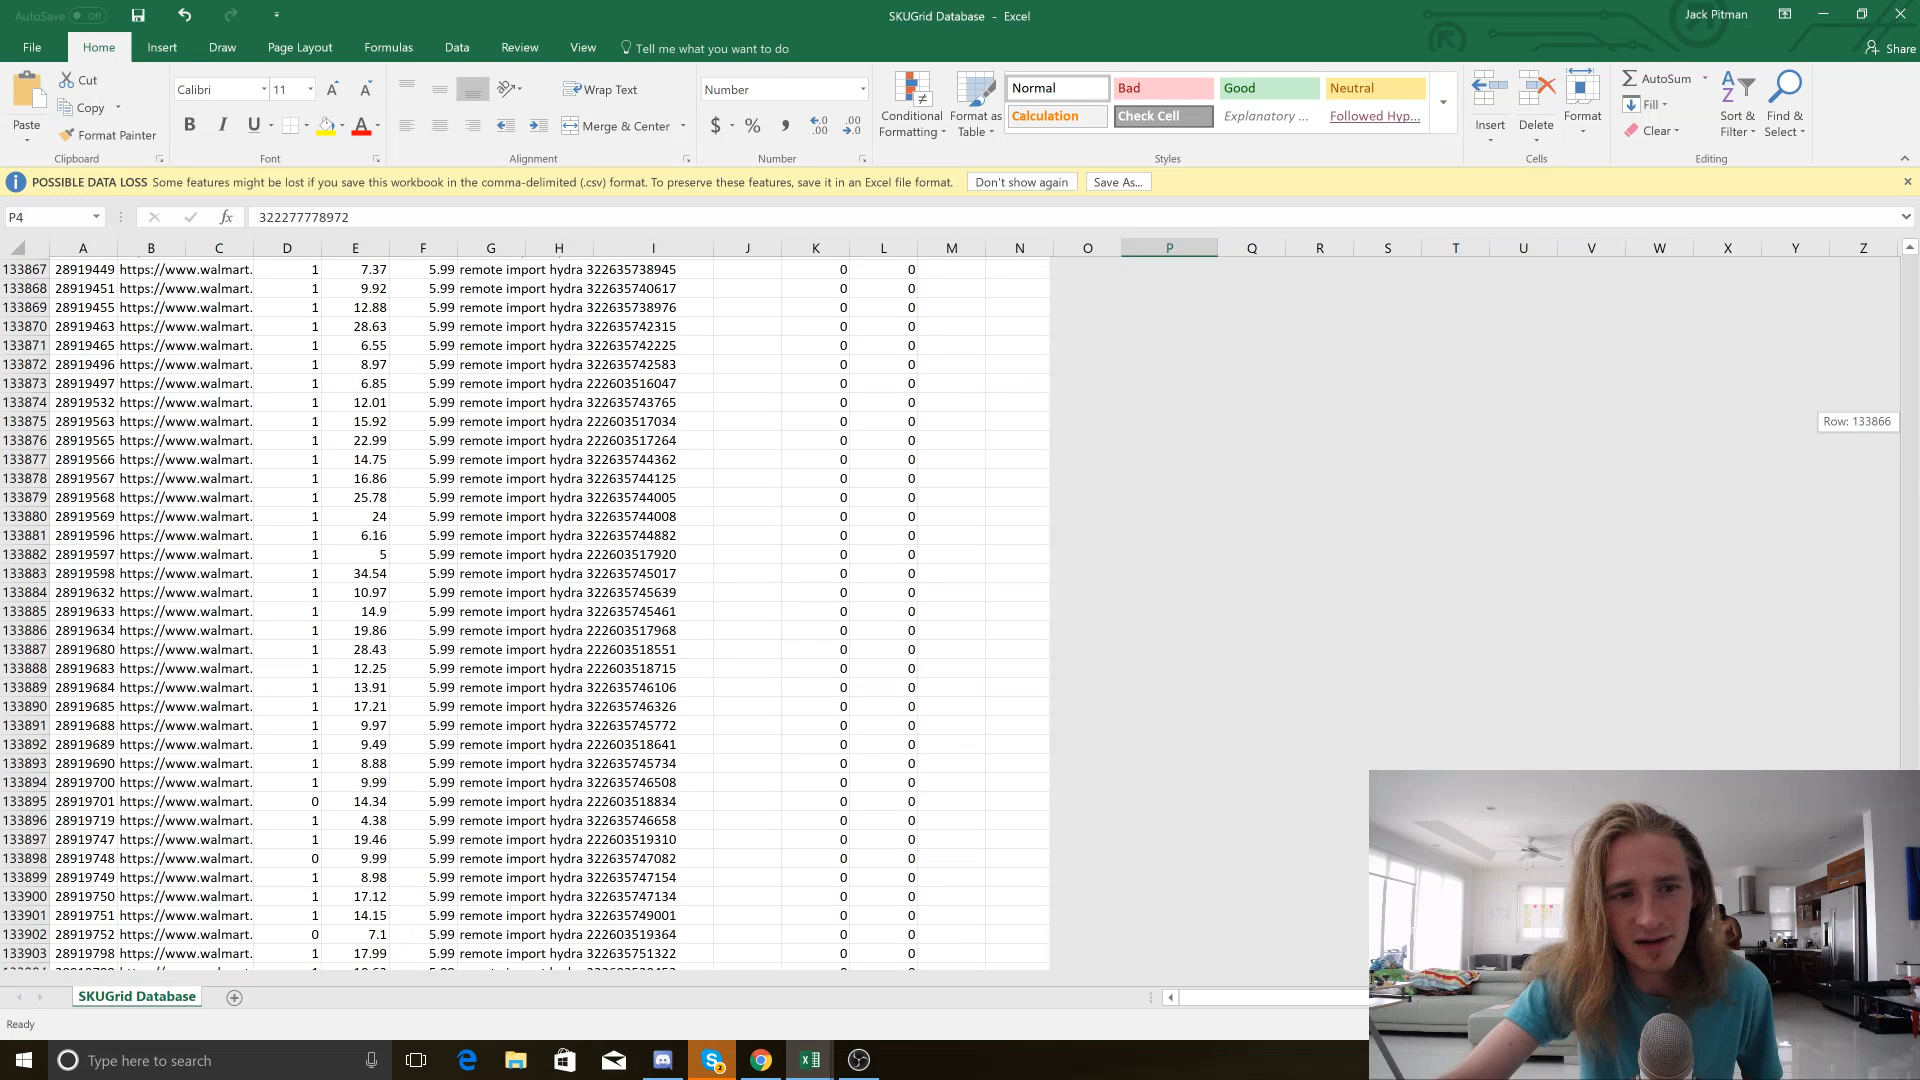 AutoSave Off SKUGrid Database - Excel Jack Pitman
File Home Insert Draw Page Layout Formulas Data Review View Tell me what you want to do Share
Paste Cut Copy Format Painter Clipboard
Calibri 11 B I U Font
Wrap Text Merge & Center Alignment
Number $ % Number
Conditional Formatting Format as Table
Normal Bad Good Neutral
Calculation Check Cell Explanatory ... Followed Hyp...
Styles
Insert Delete Format Cells
AutoSum Fill Clear Sort & Filter Find & Select Editing
POSSIBLE DATA LOSS Some features might be lost if you save this workbook in the comma-delimited (.csv) format. To preserve these features, save it in an Excel file format. Don't show again Save As...
P4 fx 322277778972
A B C D E F G H I J K L M N O P Q R S T U V W X Y Z
133867 28919449 https://www.walmart. 1 7.37 5.99 remote import hydra 322635738945 0 0
133868 28919451 https://www.walmart. 1 9.92 5.99 remote import hydra 322635740617 0 0
133869 28919455 https://www.walmart. 1 12.88 5.99 remote import hydra 322635738976 0 0
133870 28919463 https://www.walmart. 1 28.63 5.99 remote import hydra 322635742315 0 0
133871 28919465 https://www.walmart. 1 6.55 5.99 remote import hydra 322635742225 0 0
133872 28919496 https://www.walmart. 1 8.97 5.99 remote import hydra 322635742583 0 0
133873 28919497 https://www.walmart. 1 6.85 5.99 remote import hydra 222603516047 0 0
133874 28919532 https://www.walmart. 1 12.01 5.99 remote import hydra 322635743765 0 0
133875 28919563 https://www.walmart. 1 15.92 5.99 remote import hydra 222603517034 0 0 Row: 133866
133876 28919565 https://www.walmart. 1 22.99 5.99 remote import hydra 222603517264 0 0
133877 28919566 https://www.walmart. 1 14.75 5.99 remote import hydra 322635744362 0 0
133878 28919567 https://www.walmart. 1 16.86 5.99 remote import hydra 322635744125 0 0
133879 28919568 https://www.walmart. 1 25.78 5.99 remote import hydra 322635744005 0 0
133880 28919569 https://www.walmart. 1 24 5.99 remote import hydra 322635744008 0 0
133881 28919596 https://www.walmart. 1 6.16 5.99 remote import hydra 322635744882 0 0
133882 28919597 https://www.walmart. 1 5 5.99 remote import hydra 222603517920 0 0
133883 28919598 https://www.walmart. 1 34.54 5.99 remote import hydra 322635745017 0 0
133884 28919632 https://www.walmart. 1 10.97 5.99 remote import hydra 322635745639 0 0
133885 28919633 https://www.walmart. 1 14.9 5.99 remote import hydra 322635745461 0 0
133886 28919634 https://www.walmart. 1 19.86 5.99 remote import hydra 222603517968 0 0
133887 28919680 https://www.walmart. 1 28.43 5.99 remote import hydra 222603518551 0 0
133888 28919683 https://www.walmart. 1 12.25 5.99 remote import hydra 222603518715 0 0
133889 28919684 https://www.walmart. 1 13.91 5.99 remote import hydra 322635746106 0 0
133890 28919685 https://www.walmart. 1 17.21 5.99 remote import hydra 322635746326 0 0
133891 28919688 https://www.walmart. 1 9.97 5.99 remote import hydra 322635745772 0 0
133892 28919689 https://www.walmart. 1 9.49 5.99 remote import hydra 222603518641 0 0
133893 28919690 https://www.walmart. 1 8.88 5.99 remote import hydra 322635745734 0 0
133894 28919700 https://www.walmart. 1 9.99 5.99 remote import hydra 322635746508 0 0
133895 28919701 https://www.walmart. 0 14.34 5.99 remote import hydra 222603518834 0 0
133896 28919719 https://www.walmart. 1 4.38 5.99 remote import hydra 322635746658 0 0
133897 28919747 https://www.walmart. 1 19.46 5.99 remote import hydra 222603519310 0 0
133898 28919748 https://www.walmart. 0 9.99 5.99 remote import hydra 322635747082 0 0
133899 28919749 https://www.walmart. 1 8.98 5.99 remote import hydra 322635747154 0 0
133900 28919750 https://www.walmart. 1 17.12 5.99 remote import hydra 322635747134 0 0
133901 28919751 https://www.walmart. 1 14.15 5.99 remote import hydra 322635749001 0 0
133902 28919752 https://www.walmart. 0 7.1 5.99 remote import hydra 222603519364 0 0
133903 28919798 https://www.walmart. 1 17.99 5.99 remote import hydra 322635751322 0 0
SKUGrid Database
Ready
Type here to search